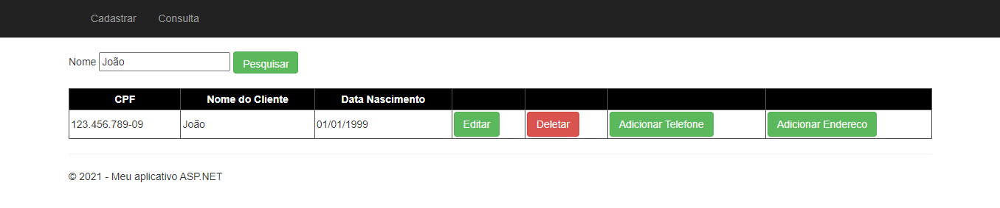 Cadastrar Consulta
Nome João Pesquisar
CPF Nome do Cliente Data Nascimento
123.456.789-09 João 01/01/1999 Editar Deletar Adicionar Telefone Adicionar Endereco
© 2021 - Meu aplicativo ASP.NET